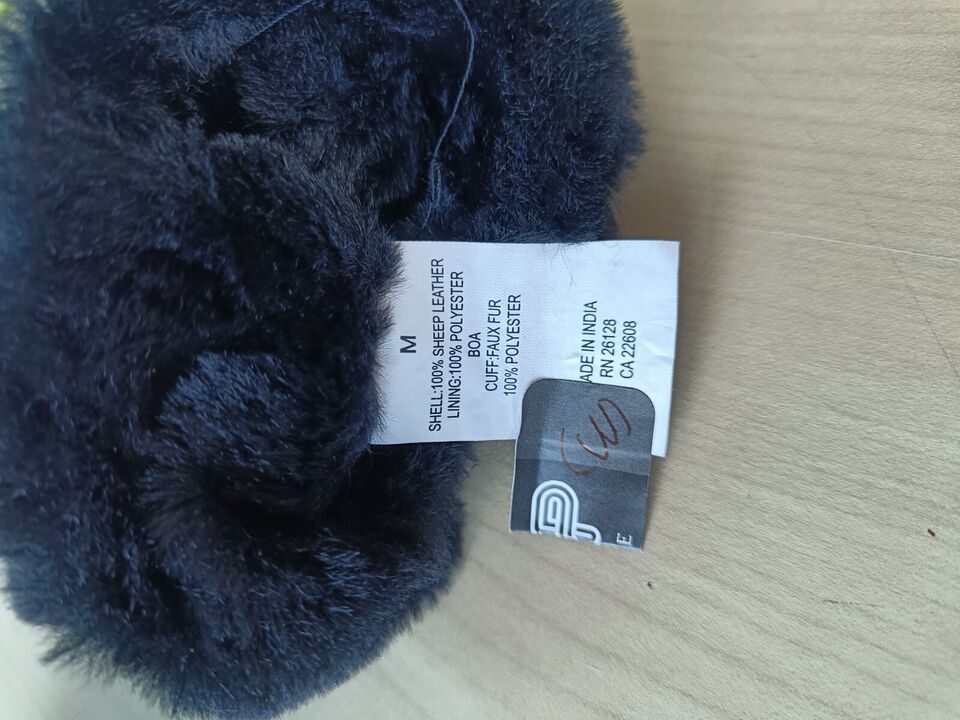 M
SHELL:100% SHEEP LEATHER
LINING:100% POLYESTER
BOA
CUFF:FAUX FUR
100% POLYESTER
ADE IN INDIA
RN 26128
CA 22608
E